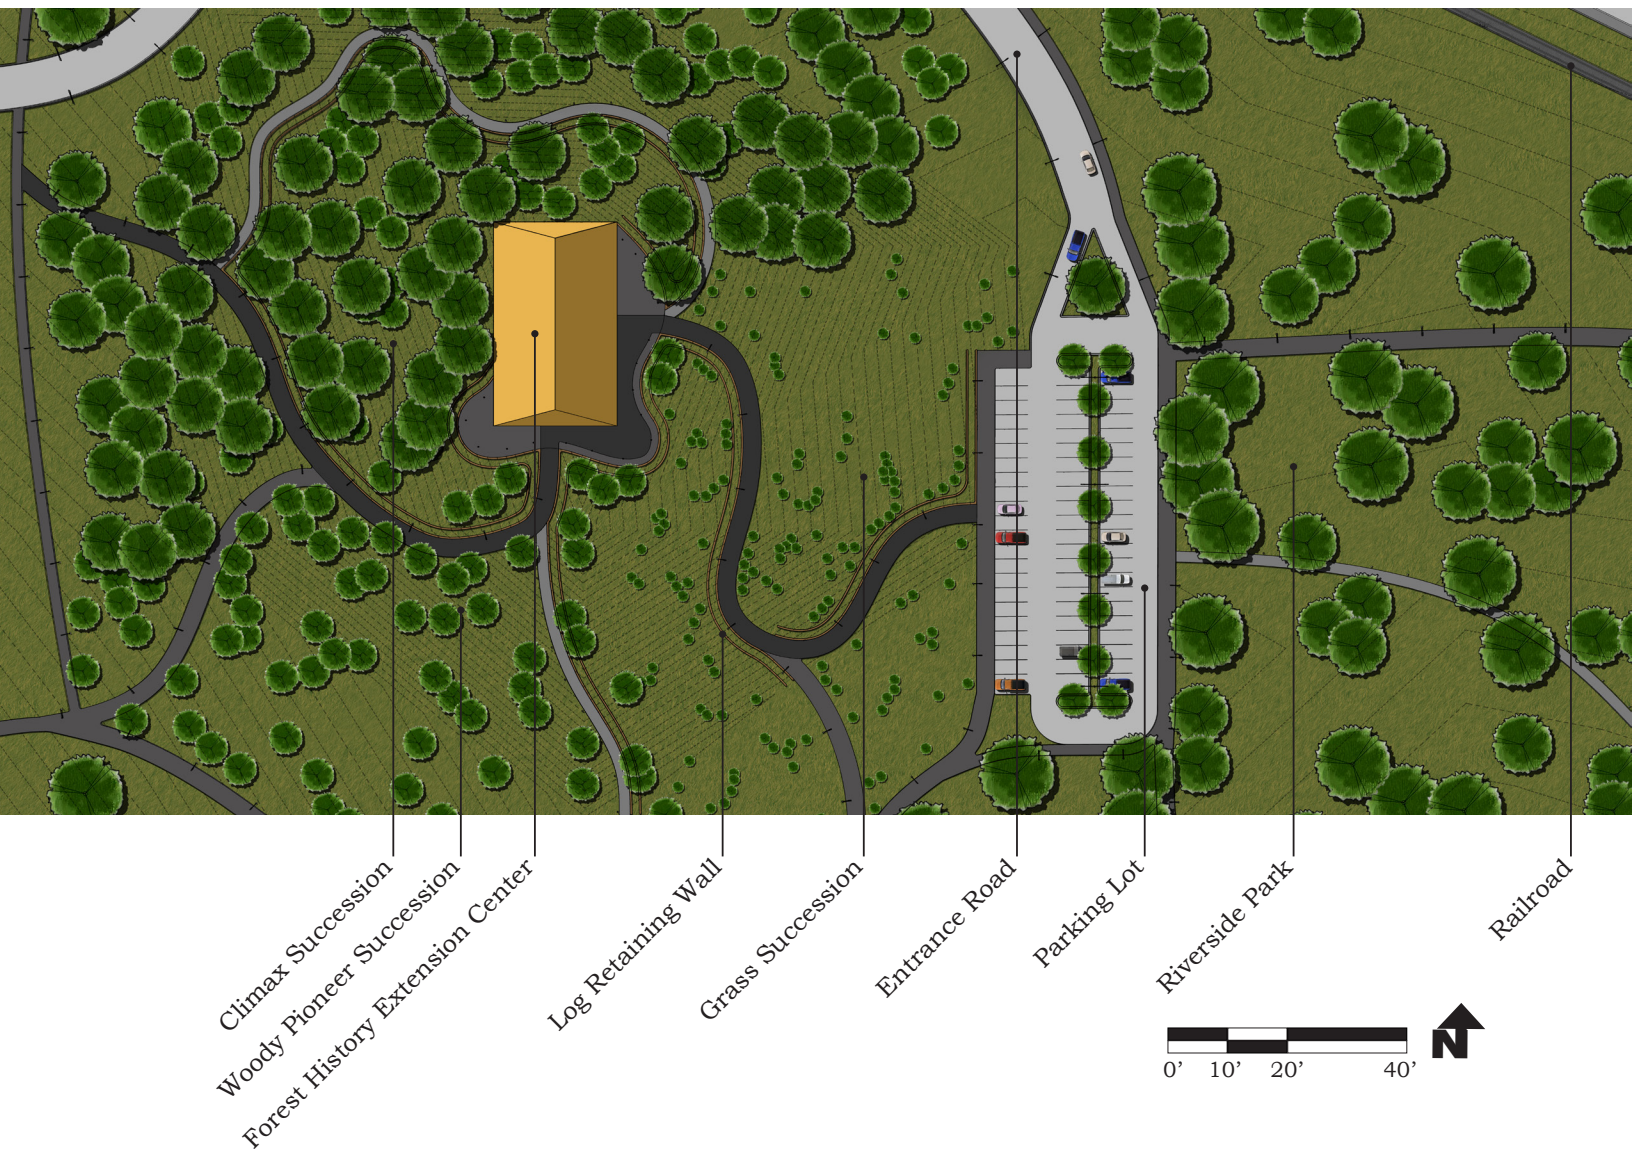 Climax Succession
Woody Pioneer Succession
Forest History Extension Center
Log Retaining Wall
Grass Succession
Entrance Road
Parking Lot
Riverside Park
Railroad
0' 10' 20' 40'
N